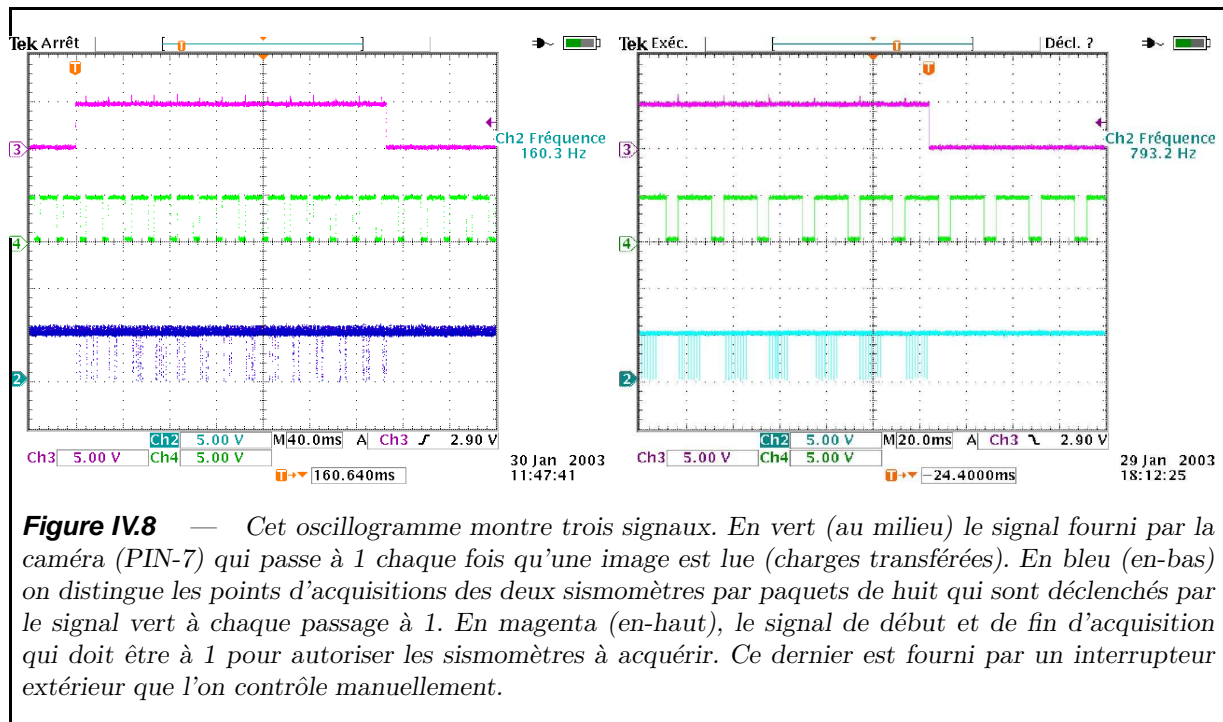 Tek Arrêt
T
T
3
Ch2 Fréquence
160.3 Hz
4
2
Ch2 5.00 V M 40.0ms A Ch3 2.90 V
Ch3 5.00 V Ch4 5.00 V
T 160.640ms
30 Jan 2003
11:47:41
Tek Exéc.
T
Décl. ?
T
3
Ch2 Fréquence
793.2 Hz
4
2
Ch2 5.00 V M 20.0ms A Ch3 2.90 V
Ch3 5.00 V Ch4 5.00 V
T −24.4000ms
29 Jan 2003
18:12:25
Figure IV.8 — Cet oscillogramme montre trois signaux. En vert (au milieu) le signal fourni par la
caméra (PIN-7) qui passe à 1 chaque fois qu'une image est lue (charges transférées). En bleu (en-bas)
on distingue les points d'acquisitions des deux sismomètres par paquets de huit qui sont déclenchés par
le signal vert à chaque passage à 1. En magenta (en-haut), le signal de début et de fin d'acquisition
qui doit être à 1 pour autoriser les sismomètres à acquérir. Ce dernier est fourni par un interrupteur
extérieur que l'on contrôle manuellement.